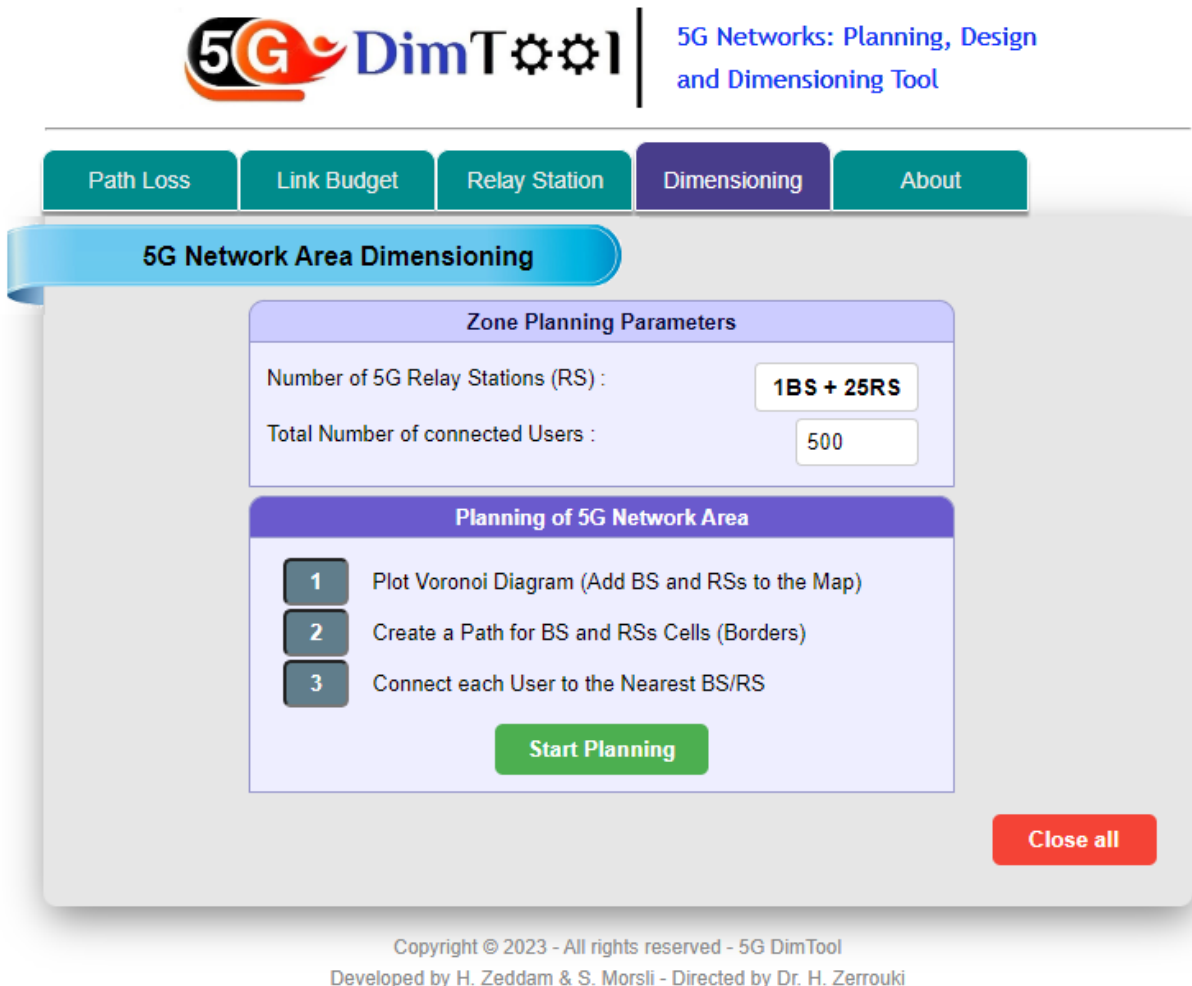 5G DimTool
5G Networks: Planning, Design
and Dimensioning Tool
Path Loss
Link Budget
Relay Station
Dimensioning
About
5G Network Area Dimensioning
Zone Planning Parameters
Number of 5G Relay Stations (RS) :
1BS + 25RS
Total Number of connected Users :
500
Planning of 5G Network Area
1 Plot Voronoi Diagram (Add BS and RSs to the Map)
2 Create a Path for BS and RSs Cells (Borders)
3 Connect each User to the Nearest BS/RS
Start Planning
Close all
Copyright © 2023 - All rights reserved - 5G DimTool
Developed by H. Zeddam & S. Morsli - Directed by Dr. H. Zerrouki